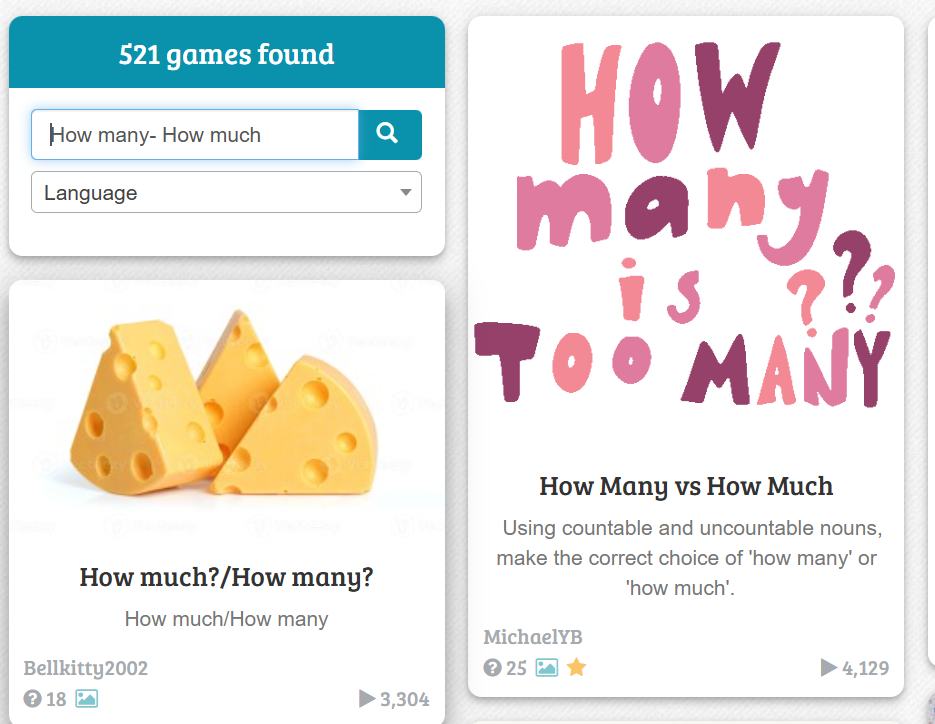 521 games found
How many- How much
Language
How much?/How many?
How much/How many
Bellkitty2002
18
3,304
HOW
many
is ???
TOO MANY
How Many vs How Much
Using countable and uncountable nouns,
make the correct choice of 'how many' or
'how much'.
MichaelYB
25
4,129